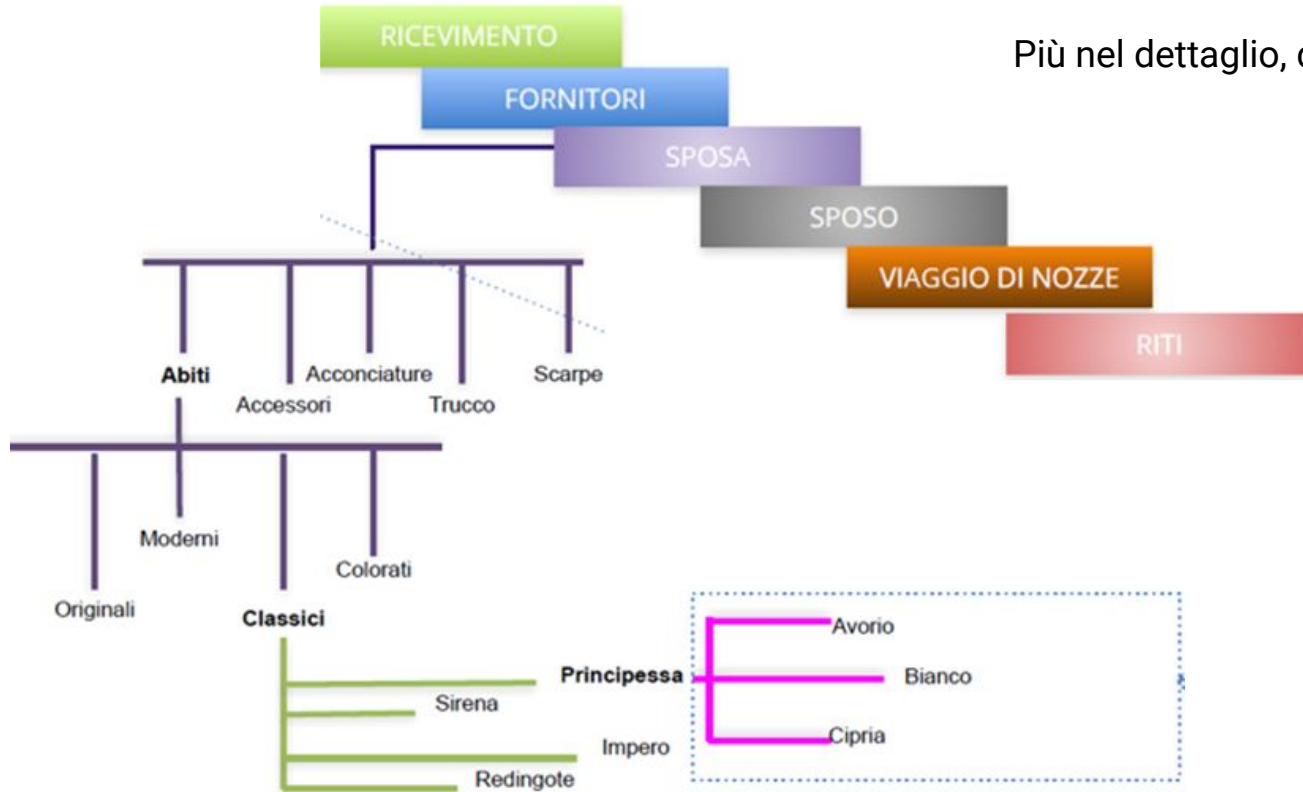 RICEVIMENTO
Più nel dettaglio,
FORNITORI
SPOSA
SPOSO
VIAGGIO DI NOZZE
RITI
Abiti
Acconciature
Scarpe
Accessori
Trucco
Moderni
Colorati
Originali
Classici
Avorio
Principessa
Bianco
Sirena
Cipria
Impero
Redingote